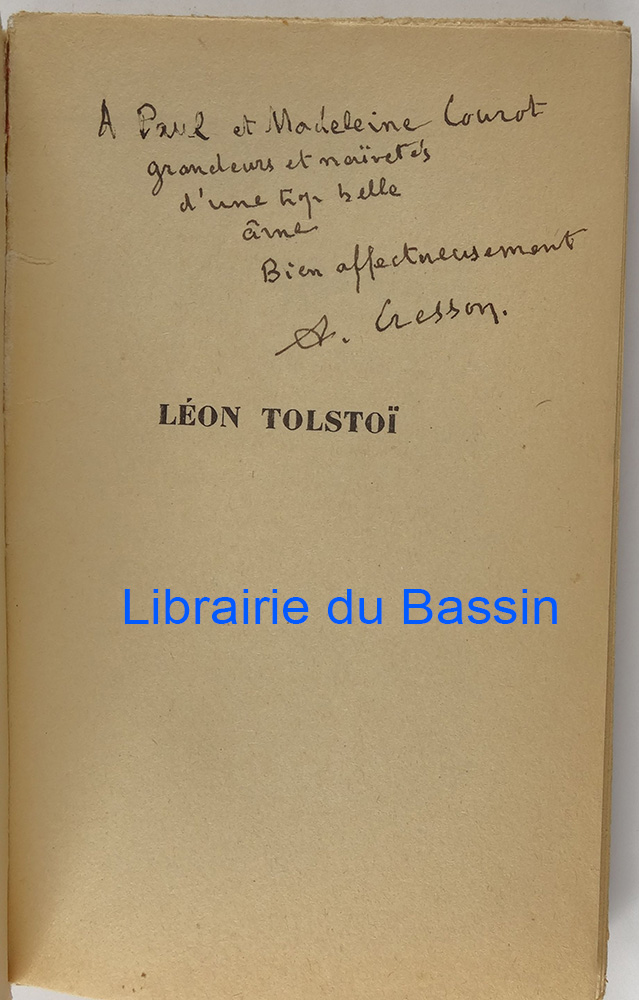 A Paul et Madeleine Courot
grandeurs et naïvetés
d'une trop belle
âme
Bien affectueusement
A. Cresson.
LÉON TOLSTOÏ
Librairie du Bassin